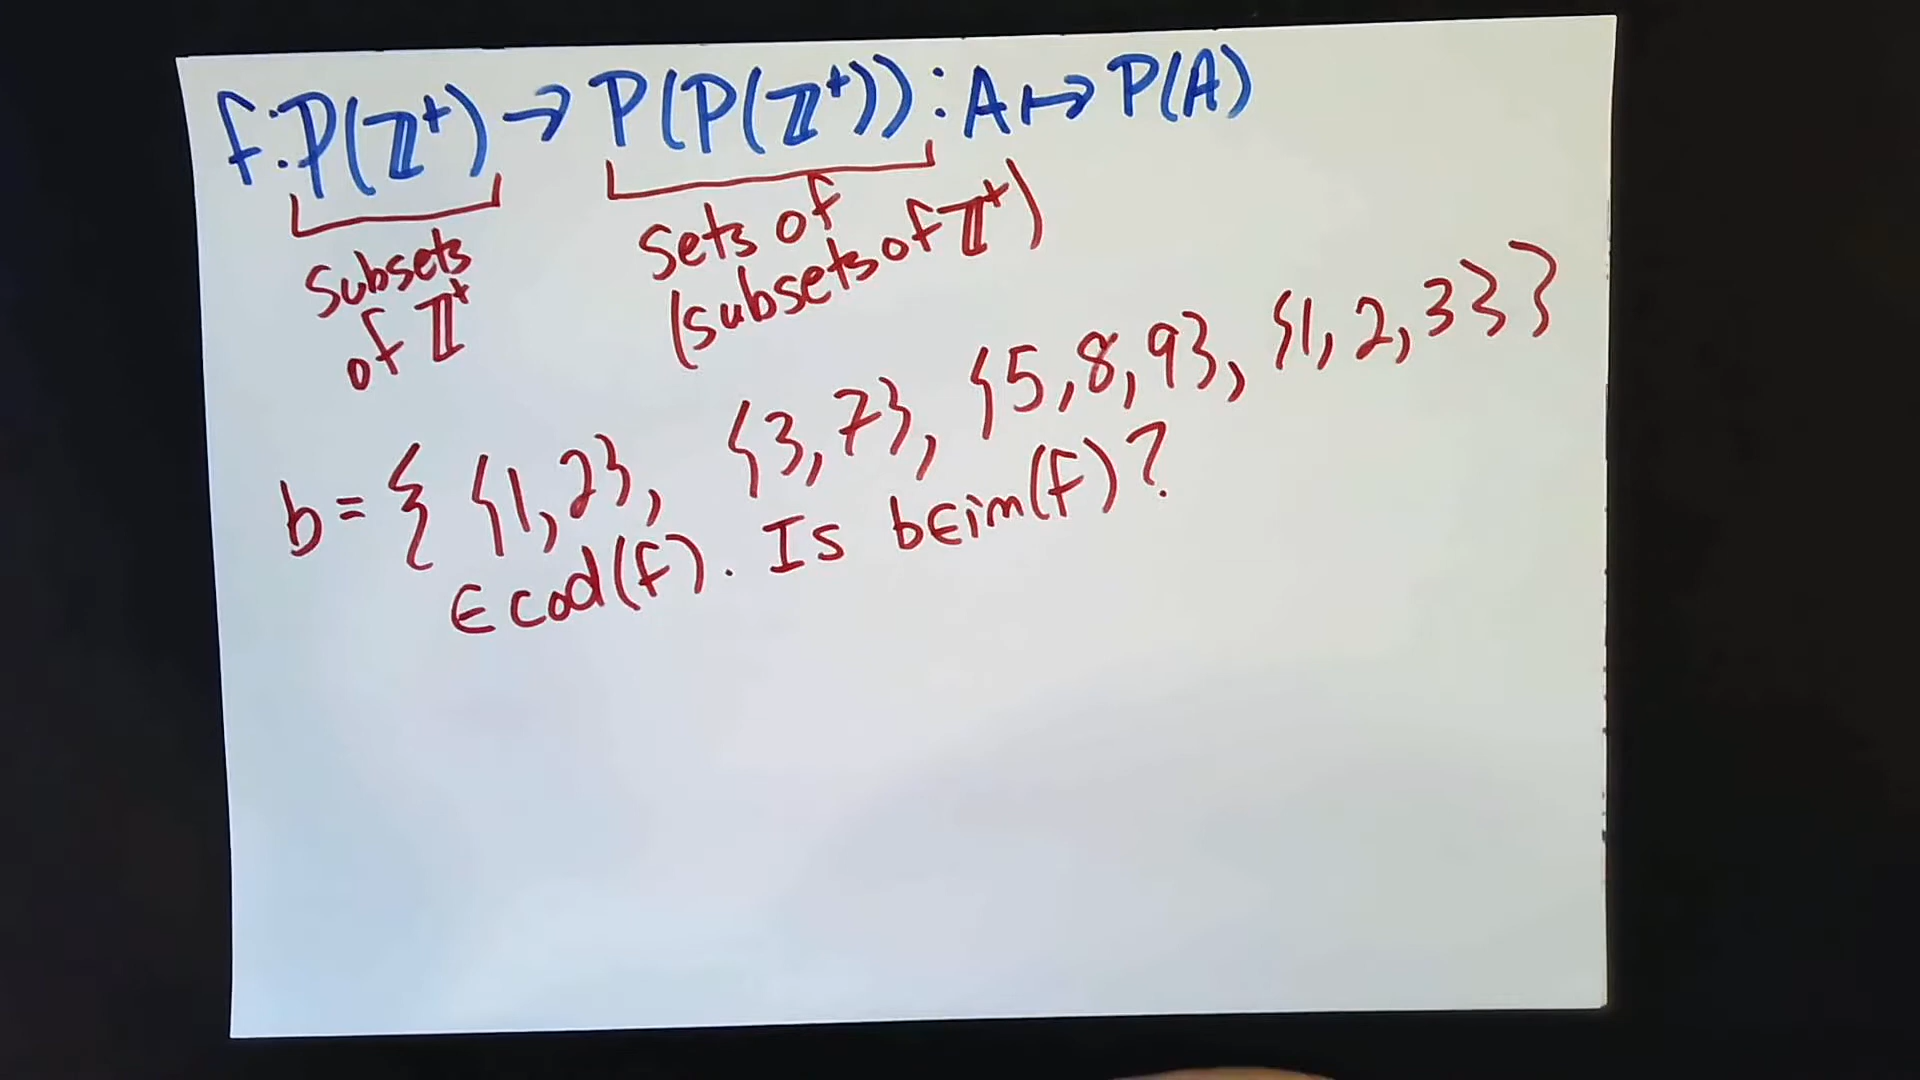 f:P(ℤ⁺)→P(P(ℤ⁺)):A↦P(A)
Subsets
of ℤ⁺
Sets of
(subsets of ℤ⁺)
b={ {1,2}, {3,7}, {5,8,9}, {1,2,3}}
∈cod(f). Is b∈im(f)?